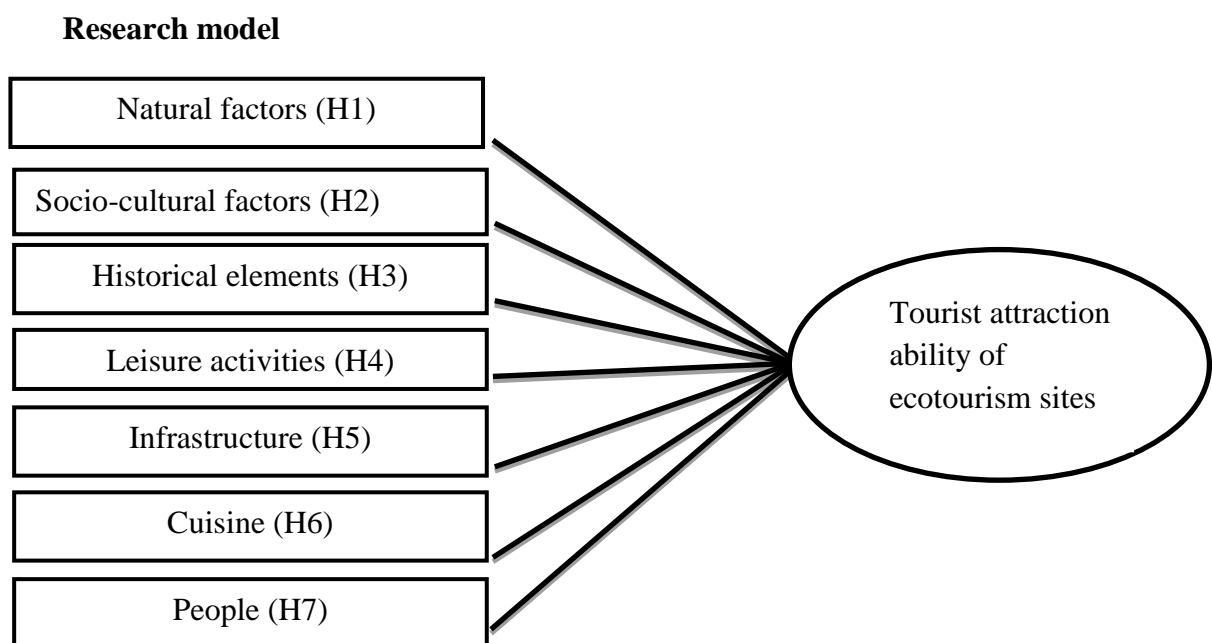 Research model
Natural factors (H1)
Socio-cultural factors (H2)
Historical elements (H3)
Leisure activities (H4)
Infrastructure (H5)
Cuisine (H6)
People (H7)
Tourist attraction
ability of
ecotourism sites